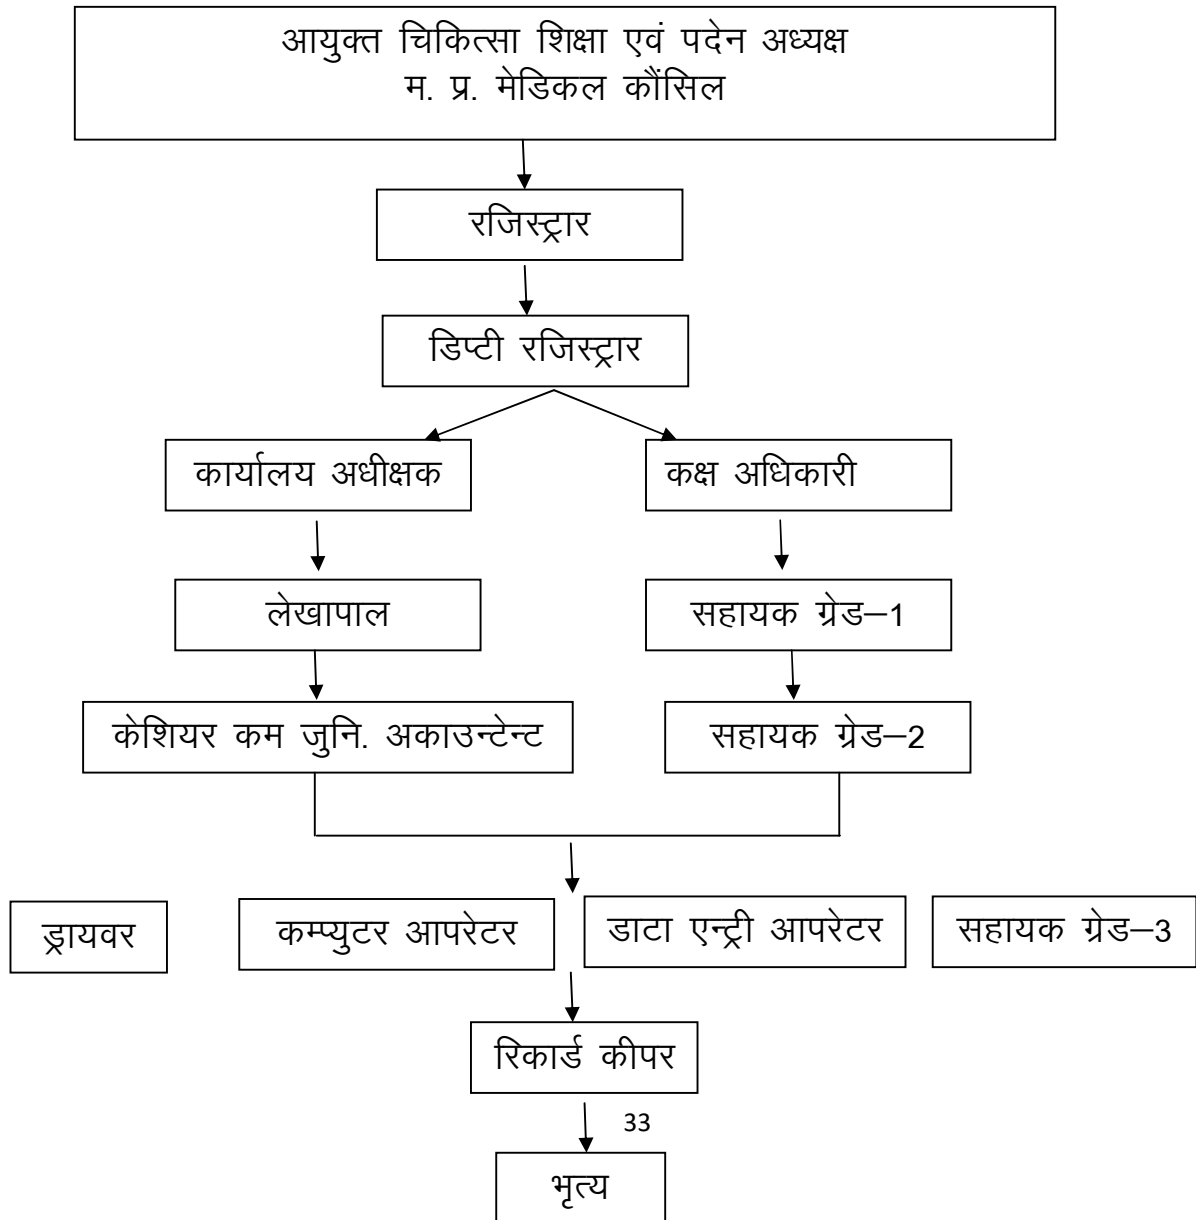 आयुक्त चिकित्सा शिक्षा एवं पदेन अध्यक्ष
म. प्र. मेडिकल कौंसिल
रजिस्ट्रार
डिप्टी रजिस्ट्रार
कार्यालय अधीक्षक
कक्ष अधिकारी
लेखापाल
सहायक ग्रेड–1
केशियर कम जुनि. अकाउन्टेन्ट
सहायक ग्रेड–2
ड्रायवर
कम्प्युटर आपरेटर
डाटा एन्ट्री आपरेटर
सहायक ग्रेड–3
रिकार्ड कीपर
33
भृत्य